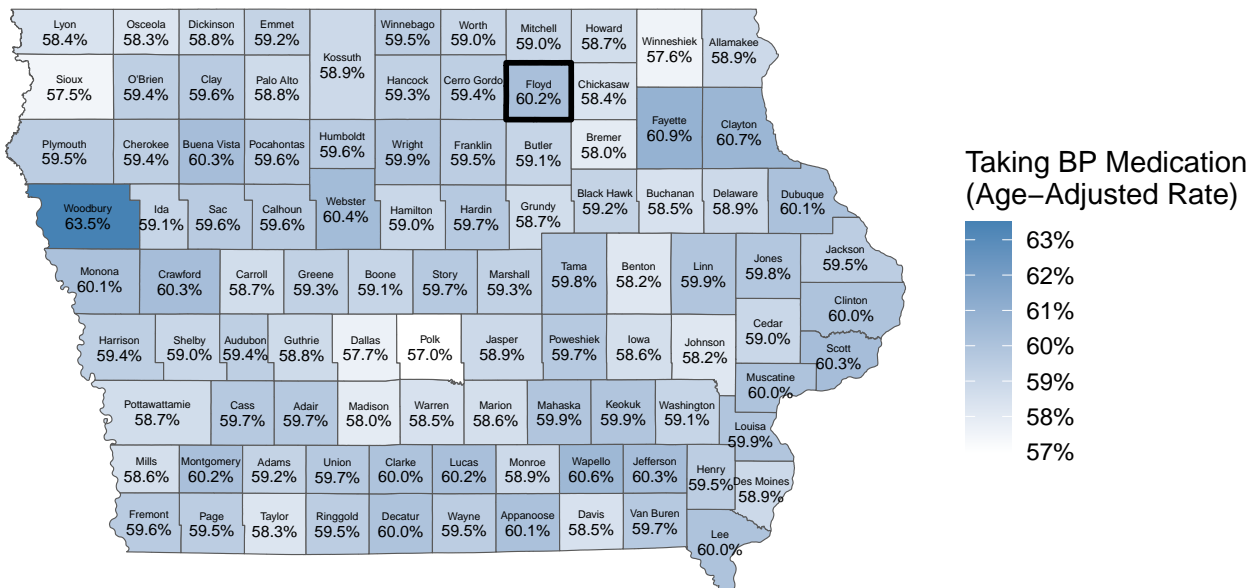 Lyon
58.4%
Osceola
58.3%
Dickinson
58.8%
Emmet
59.2%
Kossuth
58.9%
Winnebago
59.5%
Worth
59.0%
Mitchell
59.0%
Howard
58.7%
Winneshiek
57.6%
Allamakee
58.9%
Sioux
57.5%
O'Brien
59.4%
Clay
59.6%
Palo Alto
58.8%
Hancock
59.3%
Cerro Gordo
59.4%
Floyd
60.2%
Chickasaw
58.4%
Fayette
60.9%
Clayton
60.7%
Plymouth
59.5%
Cherokee
59.4%
Buena Vista
60.3%
Pocahontas
59.6%
Humboldt
59.6%
Wright
59.9%
Franklin
59.5%
Butler
59.1%
Bremer
58.0%
Woodbury
63.5%
Ida
59.1%
Sac
59.6%
Calhoun
59.6%
Webster
60.4%
Hamilton
59.0%
Hardin
59.7%
Grundy
58.7%
Black Hawk
59.2%
Buchanan
58.5%
Delaware
58.9%
Dubuque
60.1%
Monona
60.1%
Crawford
60.3%
Carroll
58.7%
Greene
59.3%
Boone
59.1%
Story
59.7%
Marshall
59.3%
Tama
59.8%
Benton
58.2%
Linn
59.9%
Jones
59.8%
Jackson
59.5%
Clinton
60.0%
Harrison
59.4%
Shelby
59.0%
Audubon
59.4%
Guthrie
58.8%
Dallas
57.7%
Polk
57.0%
Jasper
58.9%
Poweshiek
59.7%
Iowa
58.6%
Johnson
58.2%
Cedar
59.0%
Scott
60.3%
Muscatine
60.0%
Pottawattamie
58.7%
Cass
59.7%
Adair
59.7%
Madison
58.0%
Warren
58.5%
Marion
58.6%
Mahaska
59.9%
Keokuk
59.9%
Washington
59.1%
Louisa
59.9%
Mills
58.6%
Montgomery
60.2%
Adams
59.2%
Union
59.7%
Clarke
60.0%
Lucas
60.2%
Monroe
58.9%
Wapello
60.6%
Jefferson
60.3%
Henry
59.5%
Des Moines
58.9%
Fremont
59.6%
Page
59.5%
Taylor
58.3%
Ringgold
59.5%
Decatur
60.0%
Wayne
59.5%
Appanoose
60.1%
Davis
58.5%
Van Buren
59.7%
Lee
60.0%
Taking BP Medication
(Age−Adjusted Rate)
63%
62%
61%
60%
59%
58%
57%